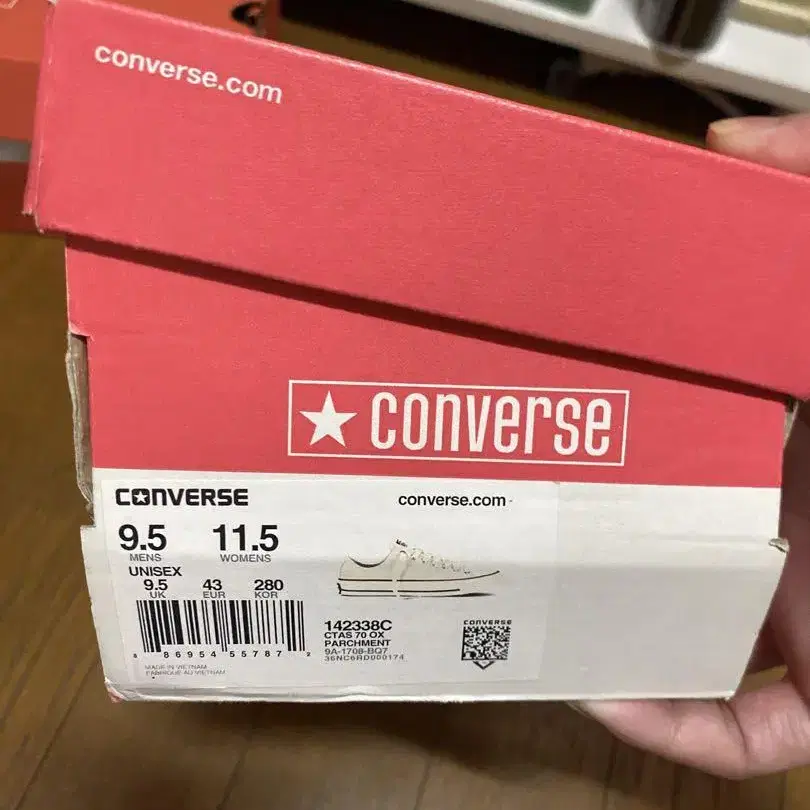 converse.com
converse
CONVERSE
converse.com
9.5 11.5
MENS WOMENS
UNISEX
9.5 43 280
UK EUR KOR
8 86954 55787 2
142338C
CTAS 70 OX
PARCHMENT
9A-1708-BQ7
36NC6RD000174
CONVERSE
MADE IN VIETNAM
FABRIQUÉ AU VIETNAM